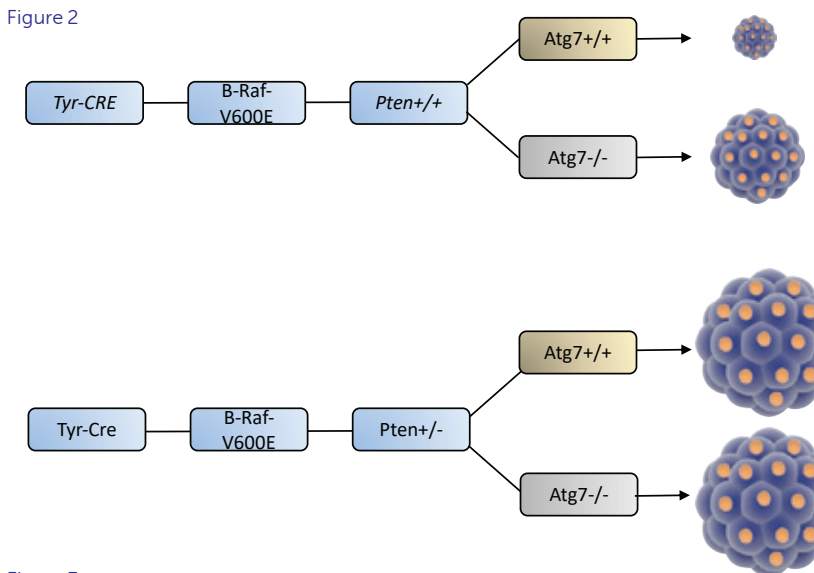 Figure 2
Atg7+/+
Tyr-CRE
B-Raf-
V600E
Pten+/+
Atg7-/-
Atg7+/+
Tyr-Cre
B-Raf-
V600E
Pten+/-
Atg7-/-